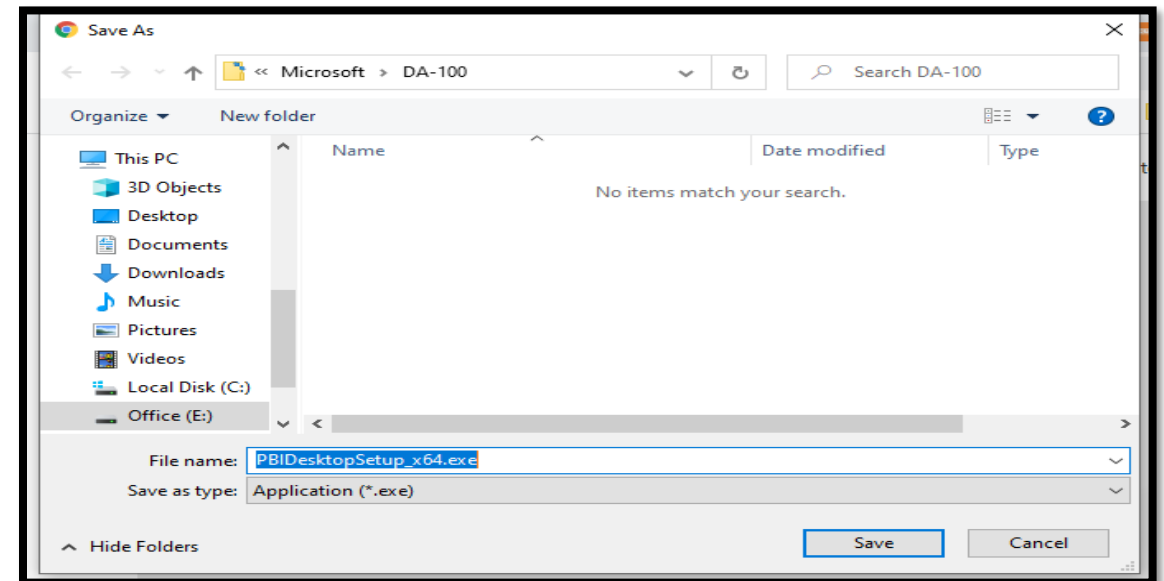 Save As
« Microsoft > DA-100
Search DA-100
Organize
New folder
Name
Date modified
Type
No items match your search.
This PC
3D Objects
Desktop
Documents
Downloads
Music
Pictures
Videos
Local Disk (C:)
Office (E:)
File name: PBIDesktopSetup_x64.exe
Save as type: Application (*.exe)
Hide Folders
Save
Cancel